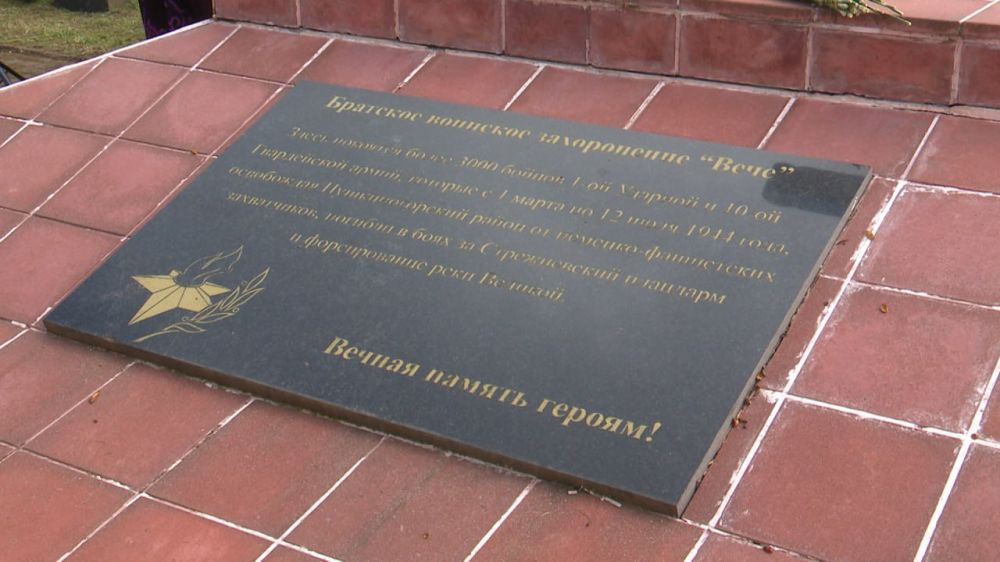 Братское воинское захоронение “Вече”
Здесь покоятся более 3000 бойцов 1-ой Ударной и 10-ой
Гвардейской армий, которые с 1 марта по 12 июля 1944 года,
освобождая Пушкиногорский район от немецко-фашистских
захватчиков, погибли в боях за Стрежневский плацдарм
и форсирование реки Великой.
Вечная память героям!